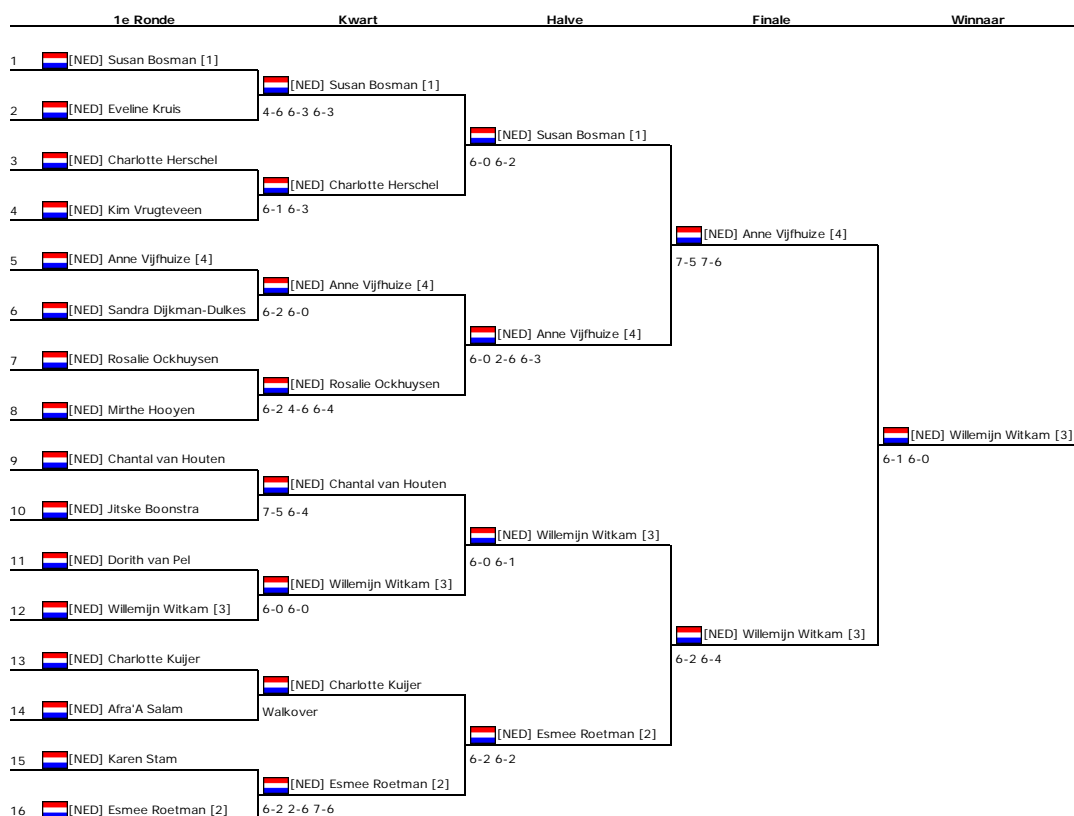 1e Ronde Kwart Halve Finale Winnaar
1 [NED] Susan Bosman [1]
[NED] Susan Bosman [1]
2 [NED] Eveline Kruis 4-6 6-3 6-3
[NED] Susan Bosman [1]
3 [NED] Charlotte Herschel 6-0 6-2
[NED] Charlotte Herschel
4 [NED] Kim Vrugteveen 6-1 6-3
[NED] Anne Vijfhuize [4]
5 [NED] Anne Vijfhuize [4] 7-5 7-6
[NED] Anne Vijfhuize [4]
6 [NED] Sandra Dijkman-Dulkes 6-2 6-0
[NED] Anne Vijfhuize [4]
7 [NED] Rosalie Ockhuysen 6-0 2-6 6-3
[NED] Rosalie Ockhuysen
8 [NED] Mirthe Hooyen 6-2 4-6 6-4
[NED] Willemijn Witkam [3]
9 [NED] Chantal van Houten 6-1 6-0
[NED] Chantal van Houten
10 [NED] Jitske Boonstra 7-5 6-4
[NED] Willemijn Witkam [3]
11 [NED] Dorith van Pel 6-0 6-1
[NED] Willemijn Witkam [3]
12 [NED] Willemijn Witkam [3] 6-0 6-0
[NED] Willemijn Witkam [3]
13 [NED] Charlotte Kuijer 6-2 6-4
[NED] Charlotte Kuijer
14 [NED] Afra'A Salam Walkover
[NED] Esmee Roetman [2]
15 [NED] Karen Stam 6-2 6-2
[NED] Esmee Roetman [2]
16 [NED] Esmee Roetman [2] 6-2 2-6 7-6